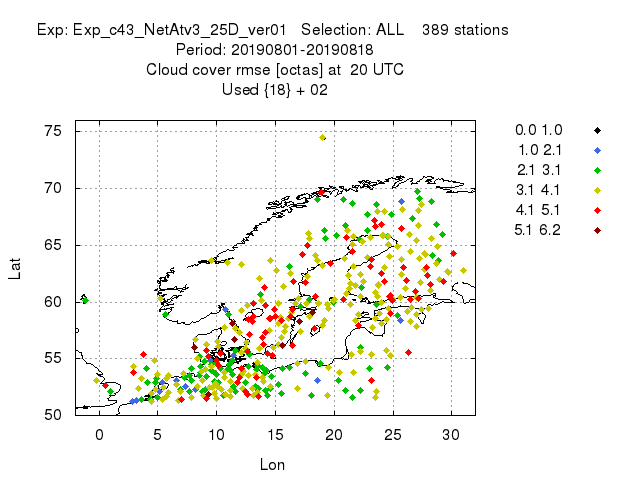 Exp: Exp_c43_NetAtv3_25D_ver01 Selection: ALL 389 stations
Period: 20190801-20190818
Cloud cover rmse [octas] at 20 UTC
Used {18} + 02
0.0 1.0
1.0 2.1
2.1 3.1
3.1 4.1
4.1 5.1
5.1 6.2
75
70
65
60
55
50
Lat
0 5 10 15 20 25 30
Lon